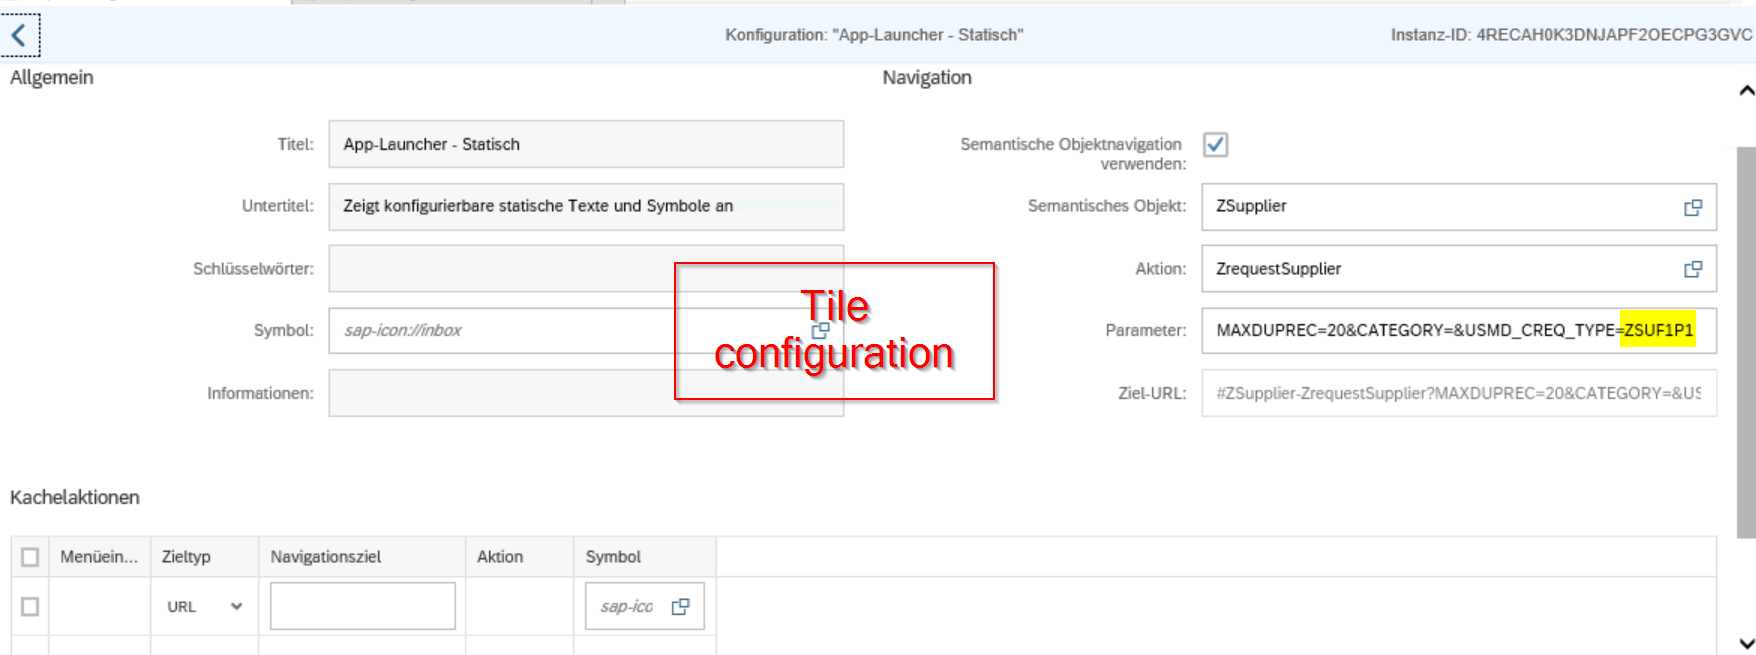 Konfiguration: "App-Launcher - Statisch"
Instanz-ID: 4RECAH0K3DNJAPF2OECPG3GVC
Allgemein
Navigation
Titel:
App-Launcher - Statisch
Semantische Objektnavigation
verwenden:
Untertitel:
Zeigt konfigurierbare statische Texte und Symbole an
Semantisches Objekt:
ZSupplier
Schlüsselwörter:
Aktion:
ZrequestSupplier
Tile
configuration
Symbol:
sap-icon://inbox
Parameter:
MAXDUPREC=20&CATEGORY=&USMD_CREQ_TYPE=ZSUF1P1
Informationen:
Ziel-URL:
#ZSupplier-ZrequestSupplier?MAXDUPREC=20&CATEGORY=&US
Kachelaktionen
Menüein...
Zieltyp
Navigationsziel
Aktion
Symbol
URL
sap-ico